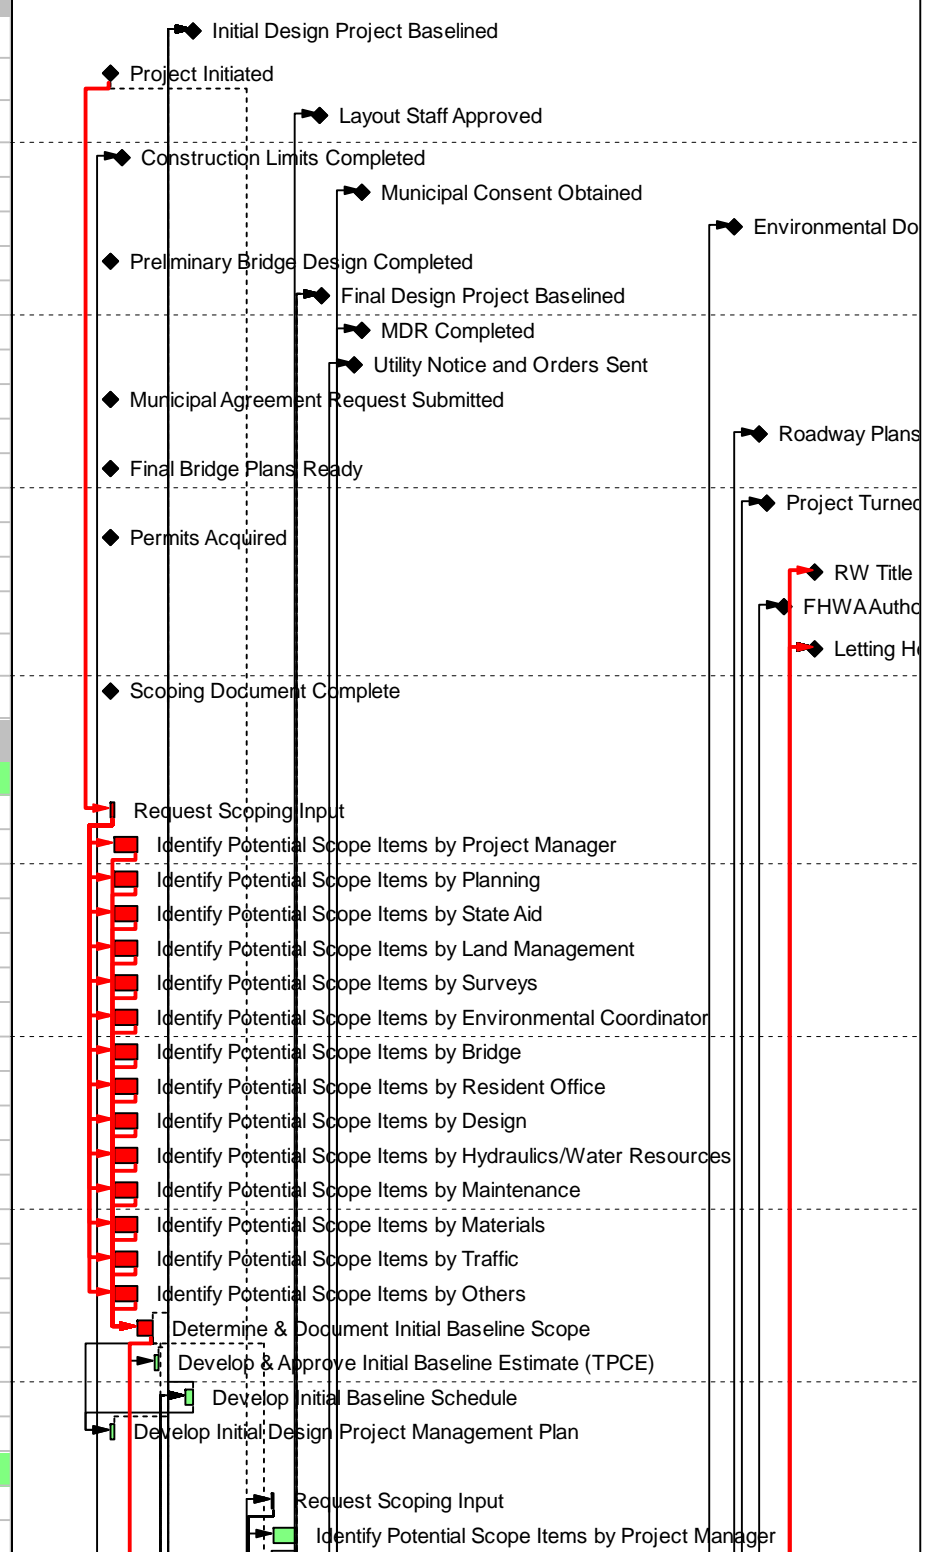 Initial Design Project Baselined
Project Initiated
Layout Staff Approved
Construction Limits Completed
Municipal Consent Obtained
Environmental Do
Preliminary Bridge Design Completed
Final Design Project Baselined
MDR Completed
Utility Notice and Orders Sent
Municipal Agreement Request Submitted
Roadway Plans
Final Bridge Plans Ready
Project Turned
Permits Acquired
RW Title
FHWA Autho
Letting He
Scoping Document Complete
Request Scoping Input
Identify Potential Scope Items by Project Manager
Identify Potential Scope Items by Planning
Identify Potential Scope Items by State Aid
Identify Potential Scope Items by Land Management
Identify Potential Scope Items by Surveys
Identify Potential Scope Items by Environmental Coordinator
Identify Potential Scope Items by Bridge
Identify Potential Scope Items by Resident Office
Identify Potential Scope Items by Design
Identify Potential Scope Items by Hydraulics/Water Resources
Identify Potential Scope Items by Maintenance
Identify Potential Scope Items by Materials
Identify Potential Scope Items by Traffic
Identify Potential Scope Items by Others
Determine & Document Initial Baseline Scope
Develop & Approve Initial Baseline Estimate (TPCE)
Develop Initial Baseline Schedule
Develop Initial Design Project Management Plan
Request Scoping Input
Identify Potential Scope Items by Project Manager